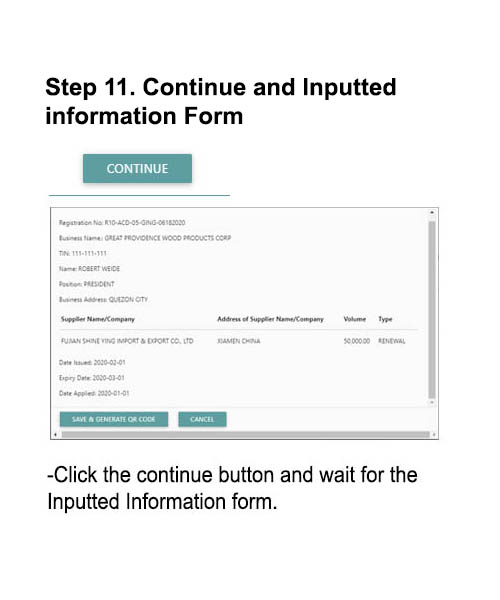 Step 11. Continue and Inputted
information Form
CONTINUE
Registration No: R10-ACD-05-GING-06182020
Business Name: GREAT PROVIDENCE WOOD PRODUCTS CORP
TIN: 111-111-111
Name: ROBERT WEIDE
Position: PRESIDENT
Business Address: QUEZON CITY
Supplier Name/Company Address of Supplier Name/Company Volume Type
FUJIAN SHINE YING IMPORT & EXPORT CO., LTD XIAMEN CHINA 50,000.00 RENEWAL
Date Issued: 2020-02-01
Expiry Date: 2020-03-01
Date Applied: 2020-01-01
SAVE & GENERATE QR CODE CANCEL
-Click the continue button and wait for the
Inputted Information form.